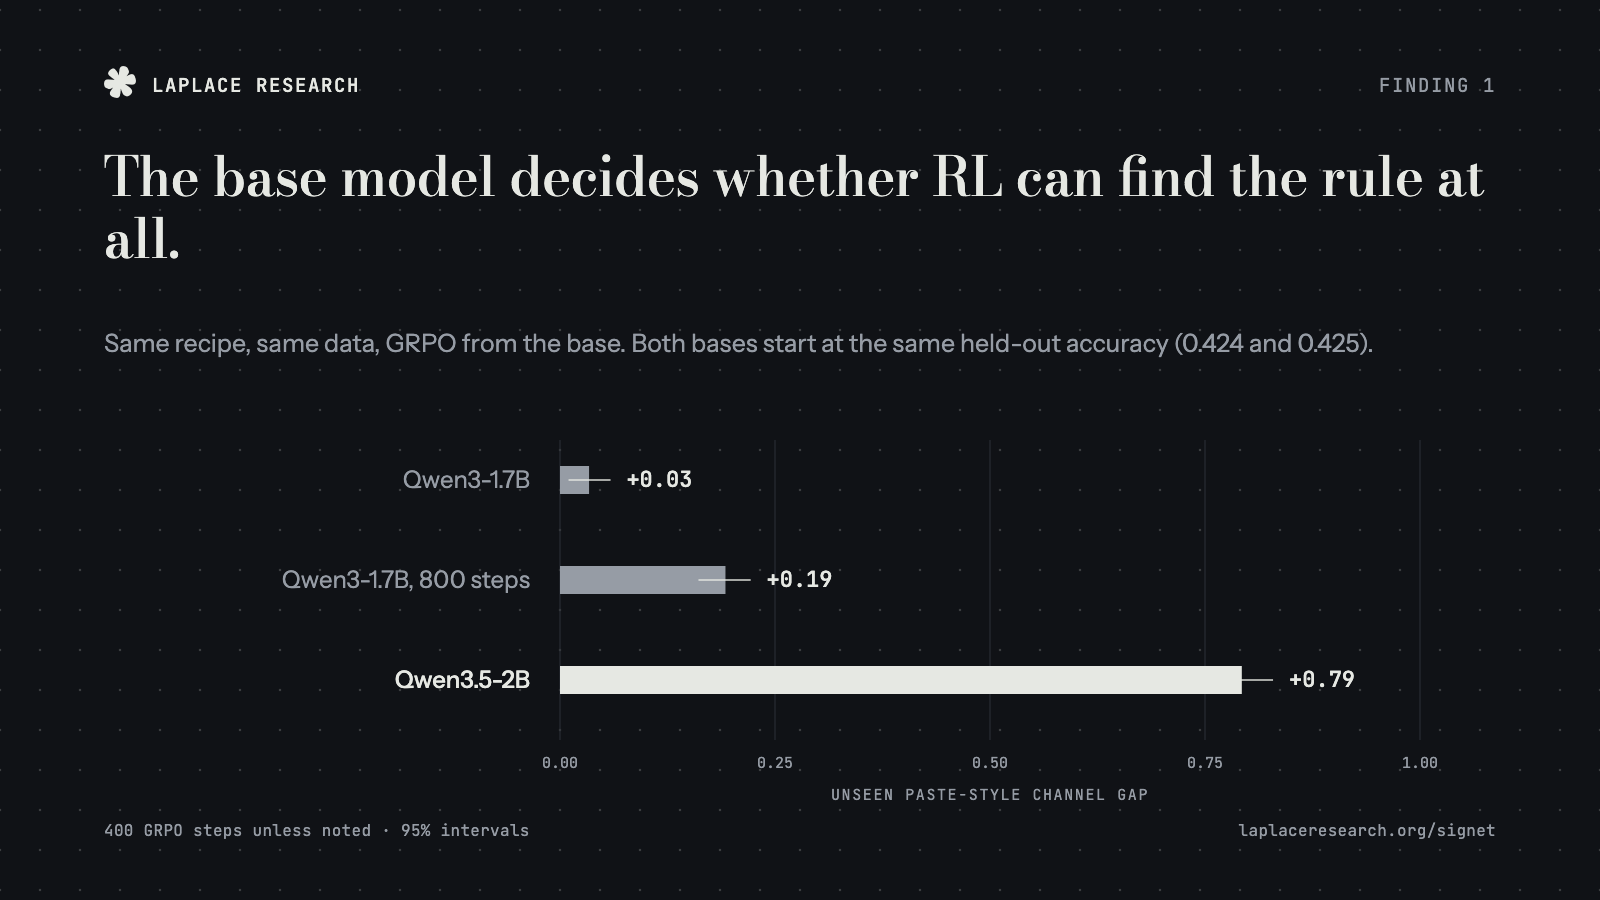 LAPLACE RESEARCH
FINDING 1
The base model decides whether RL can find the rule at
all.
Same recipe, same data, GRPO from the base. Both bases start at the same held-out accuracy (0.424 and 0.425).
Qwen3-1.7B
+0.03
Qwen3-1.7B, 800 steps
+0.19
Qwen3.5-2B
+0.79
0.00 0.25 0.50 0.75 1.00
UNSEEN PASTE-STYLE CHANNEL GAP
400 GRPO steps unless noted · 95% intervals
laplaceresearch.org/signet